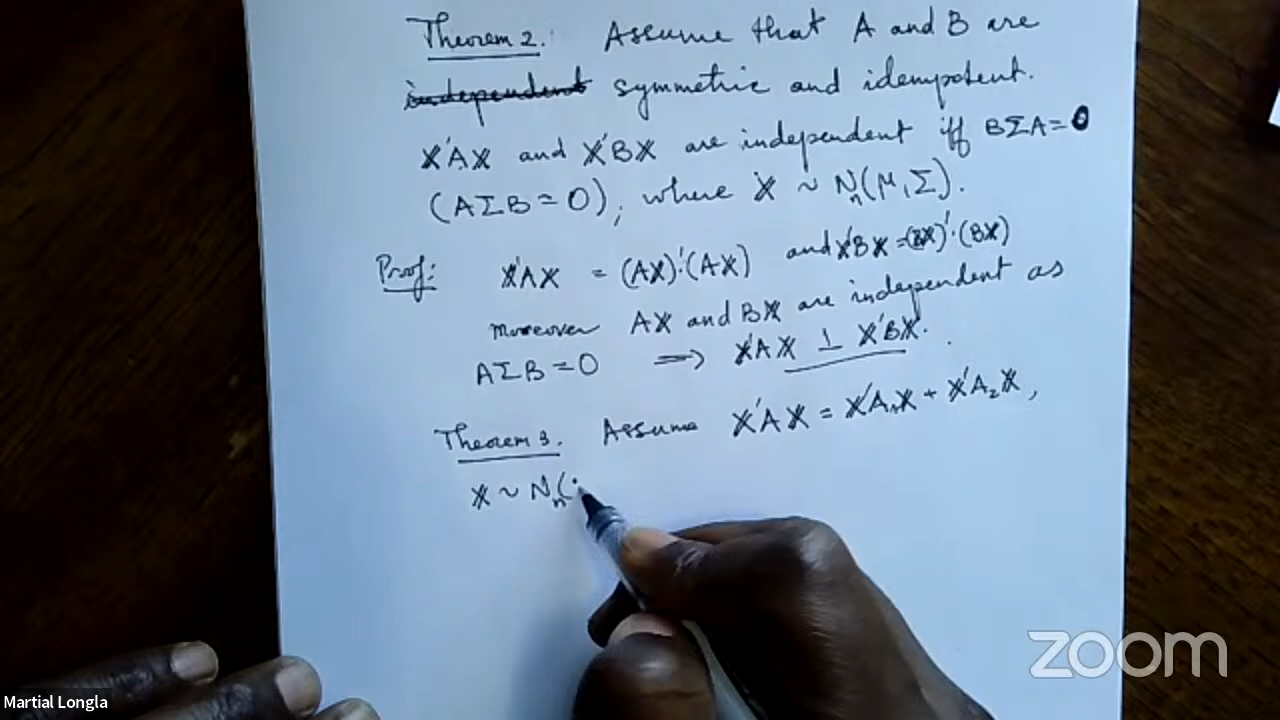 Theorem 2. Assume that A and B are
independent symmetric and idempotent.
X'AX and X'BX are independent iff BΣA=0
(AΣB=0), where X ~ Nn(μ,Σ).
Proof: X'AX = (AX)'.(AX) and X'BX =(BX)'.(BX)
Moreover AX and BX are independent as
AΣB=0 => X'AX ⊥ X'BX.
Theorem 3. Assume X'AX = X'A₁X + X'A₂X,
X ~ Nn(
zoom
Martial Longla